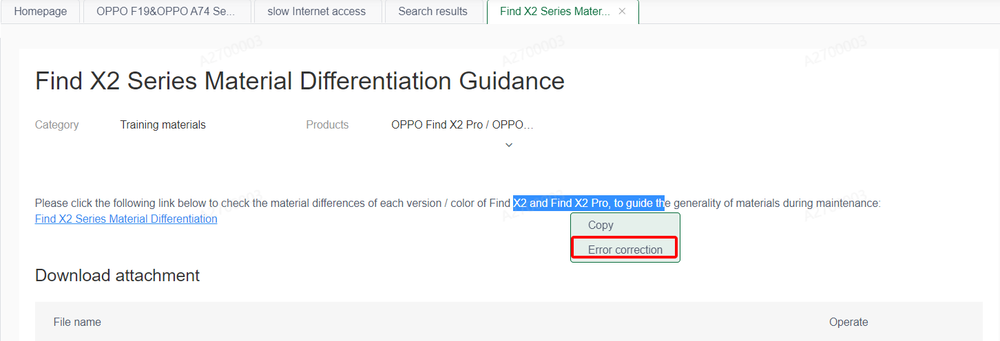 Homepage
OPPO F19&OPPO A74 Se...
slow Internet access
Search results
Find X2 Series Mater...
A2700003
A2700003
A2700003
Find X2 Series Material Differentiation Guidance
Category
Training materials
Products
OPPO Find X2 Pro / OPPO…
A2700003
A2700003
A2700003
Please click the following link below to check the material differences of each version / color of Find X2 and Find X2 Pro, to guide the generality of materials during maintenance:
Find X2 Series Material Differentiation
Copy
Error correction
Download attachment
File name
Operate